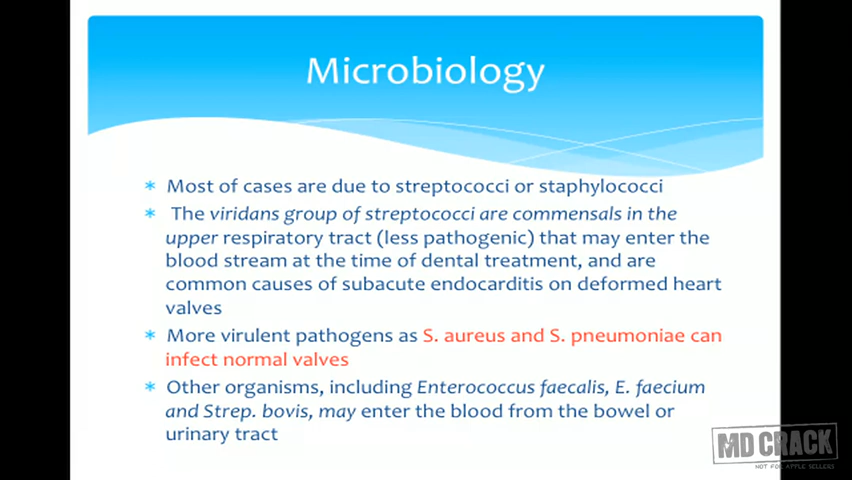 Microbiology
* Most of cases are due to streptococci or staphylococci
* The viridans group of streptococci are commensals in the
upper respiratory tract (less pathogenic) that may enter the
blood stream at the time of dental treatment, and are
common causes of subacute endocarditis on deformed heart
valves
* More virulent pathogens as S. aureus and S. pneumoniae can
infect normal valves
* Other organisms, including Enterococcus faecalis, E. faecium
and Strep. bovis, may enter the blood from the bowel or
urinary tract
MD CRACK
NOT FOR APPLE SELLERS